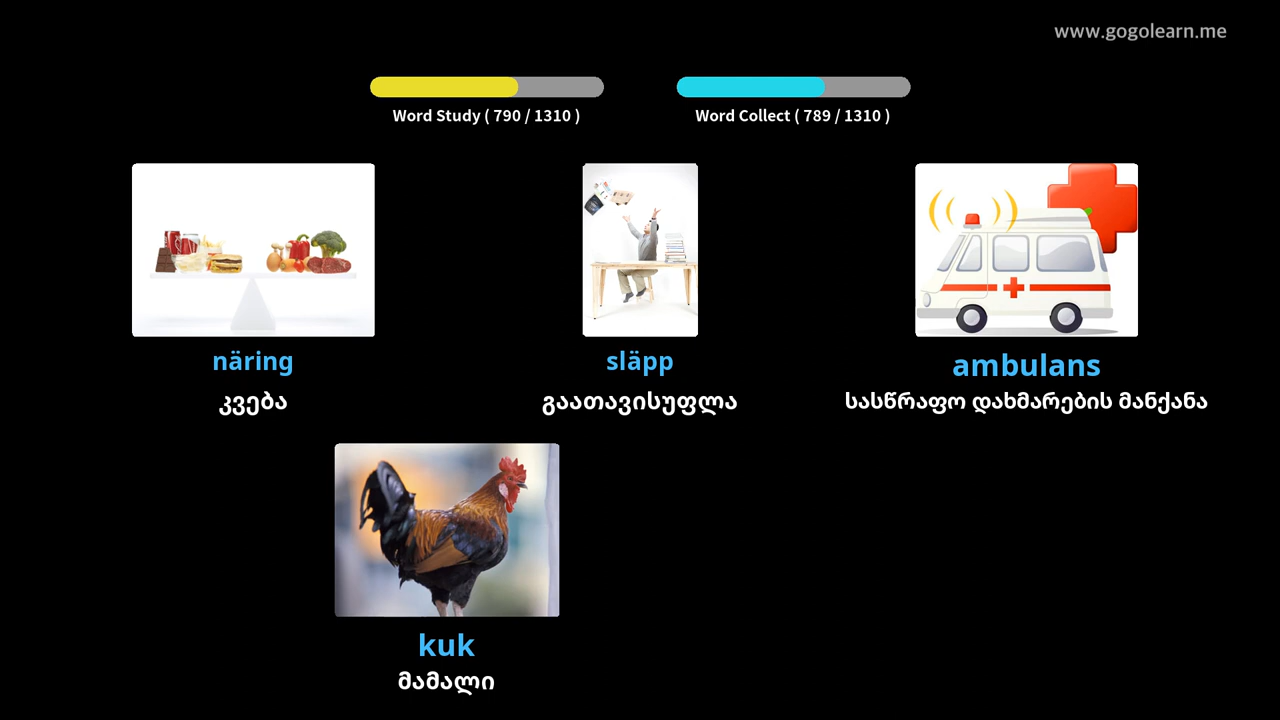 www.gogolearn.me
Word Study ( 790 / 1310 )
Word Collect ( 789 / 1310 )
näring
släpp
ambulans
კვება
გაათავისუფლა
სასწრაფო დახმარების მანქანა
kuk
მამალი